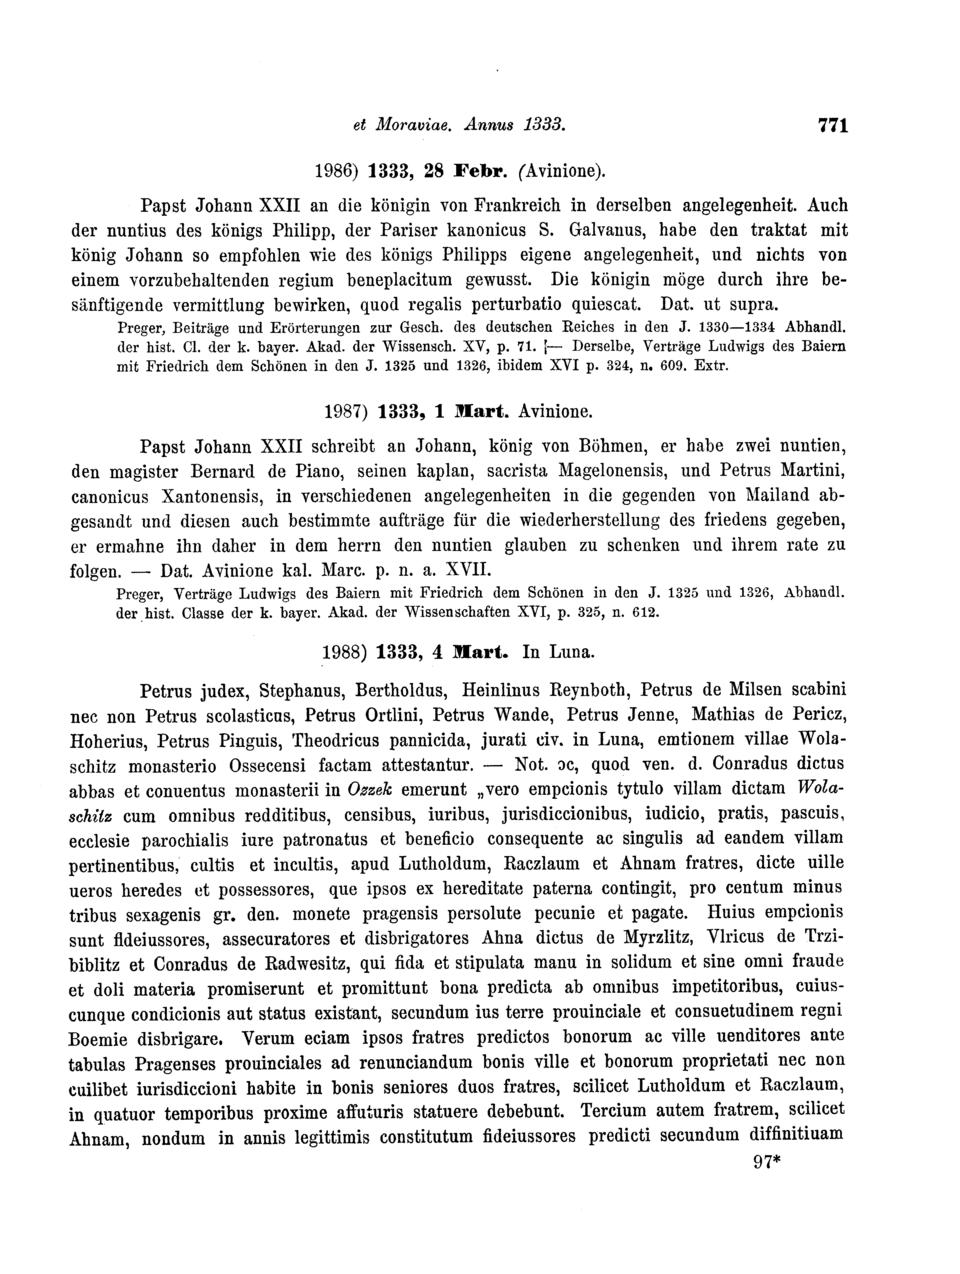 et Moraviae. Annus 1333. 771
1986) 1333, 28 Febr. (Avinione).
Papst Johann XXII an die königin von Frankreich in derselben angelegenheit. Auch
der nuntius des königs Philipp, der Pariser kanonicus S. Galvanus, habe den traktat mit
könig Johann so empfohlen wie des königs Philipps eigene angelegenheit, und nichts von
einem vorzubehaltenden regium beneplacitum gewusst. Die königin möge durch ihre be-
sänftigende vermittlung bewirken, quod regalis perturbatio quiescat. Dat. ut supra.
Preger, Beiträge und Erörterungen zur Gesch. des deutschen Reiches in den J. 1330—1334 Abhandl.
der hist. Cl. der k. bayer. Akad. der Wissensch. XV, p. 71. — Derselbe, Verträge Ludwigs des Baiern
mit Friedrich dem Schönen in den J. 1325 und 1326, ibidem XVI p. 324, n. 609. Extr.
1987) 1333, 1 Mart. Avinione.
Papst Johann XXII schreibt an Johann, könig von Böhmen, er habe zwei nuntien,
den magister Bernard de Piano, seinen kaplan, sacrista Magelonensis, und Petrus Martini,
canonicus Xantonensis, in verschiedenen angelegenheiten in die gegenden von Mailand ab-
gesandt und diesen auch bestimmte aufträge für die wiederherstellung des friedens gegeben,
er ermahne ihn daher in dem herrn den nuntien glauben zu schenken und ihrem rate zu
folgen. — Dat. Avinione kal. Marc. p. n. a. XVII.
Preger, Verträge Ludwigs des Baiern mit Friedrich dem Schönen in den J. 1325 und 1326, Abhandl.
der hist. Classe der k. bayer. Akad. der Wissenschaften XVI, p. 325, n. 612.
1988) 1333, 4 Mart. In Luna.
Petrus judex, Stephanus, Bertholdus, Heinlinus Reynboth, Petrus de Milsen scabini
nec non Petrus scolasticus, Petrus Ortlini, Petrus Wande, Petrus Jenne, Mathias de Pericz,
Hoherius, Petrus Pinguis, Theodricus pannicida, jurati civ. in Luna, emtionem villae Wola-
schitz monasterio Ossecensi factam attestantur. — Not. ɔc, quod ven. d. Conradus dictus
abbas et conuentus monasterii in Ozzek emerunt „vero empcionis tytulo villam dictam Wola-
schitz cum omnibus redditibus, censibus, iuribus, jurisdiccionibus, iudicio, pratis, pascuis,
ecclesie parochialis iure patronatus et beneficio consequente ac singulis ad eandem villam
pertinentibus, cultis et incultis, apud Lutholdum, Raczlaum et Ahnam fratres, dicte uille
ueros heredes et possessores, que ipsos ex hereditate paterna contingit, pro centum minus
tribus sexagenis gr. den. monete pragensis persolute pecunie et pagate. Huius empcionis
sunt fideiussores, assecuratores et disbrigatores Ahna dictus de Myrzlitz, Vlricus de Trzi-
biblitz et Conradus de Radwesitz, qui fida et stipulata manu in solidum et sine omni fraude
et doli materia promiserunt et promittunt bona predicta ab omnibus impetitoribus, cuius-
cunque condicionis aut status existant, secundum ius terre prouinciale et consuetudinem regni
Boemie disbrigare. Verum eciam ipsos fratres predictos bonorum ac ville uenditores ante
tabulas Pragenses prouinciales ad renunciandum bonis ville et bonorum proprietati nec non
cuilibet iurisdiccioni habite in bonis seniores duos fratres, scilicet Lutholdum et Raczlaum,
in quatuor temporibus proxime affuturis statuere debebunt. Tercium autem fratrem, scilicet
Ahnam, nondum in annis legittimis constitutum fideiussores predicti secundum diffinitiuam
97*